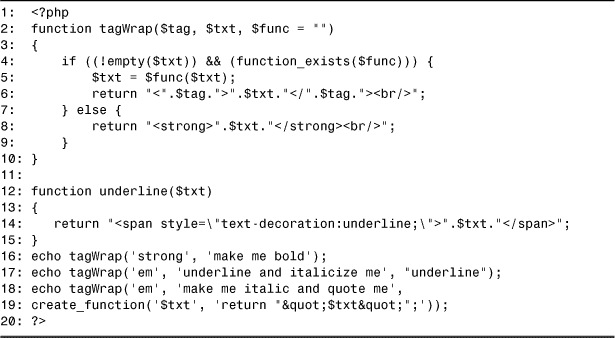 1: <?php
2: function tagWrap($tag, $txt, $func = "")
3: {
4:     if ((!empty($txt)) && (function_exists($func))) {
5:         $txt = $func($txt);
6:         return "<".$tag.">".$txt."</".$tag."><br/>";
7:     } else {
8:         return "<strong>".$txt."</strong><br/>";
9:     }
10: }
11:
12: function underline($txt)
13: {
14:    return "<span style=\"text-decoration:underline;\">".$txt."</span>";
15: }
16: echo tagWrap('strong', 'make me bold');
17: echo tagWrap('em', 'underline and italicize me', "underline");
18: echo tagWrap('em', 'make me italic and quote me',
19: create_function('$txt', 'return "&quot;$txt&quot;";'));
20: ?>